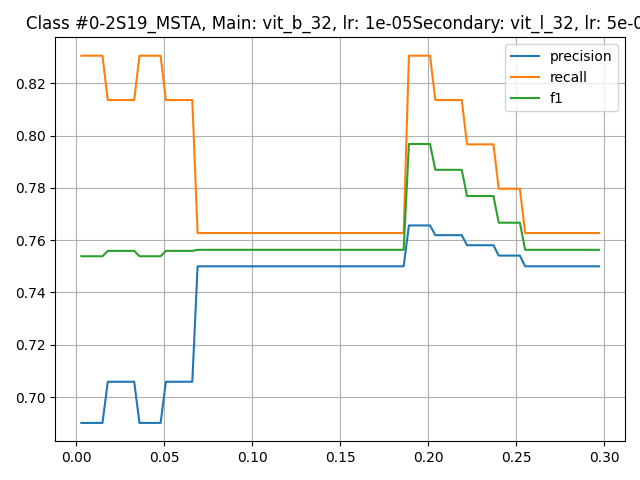 Class #0-2S19_MSTA, Main: vit_b_32, lr: 1e-05Secondary: vit_l_32, lr: 5e-0
precision
recall
f1
0.82
0.80
0.78
0.76
0.74
0.72
0.70
0.00 0.05 0.10 0.15 0.20 0.25 0.30